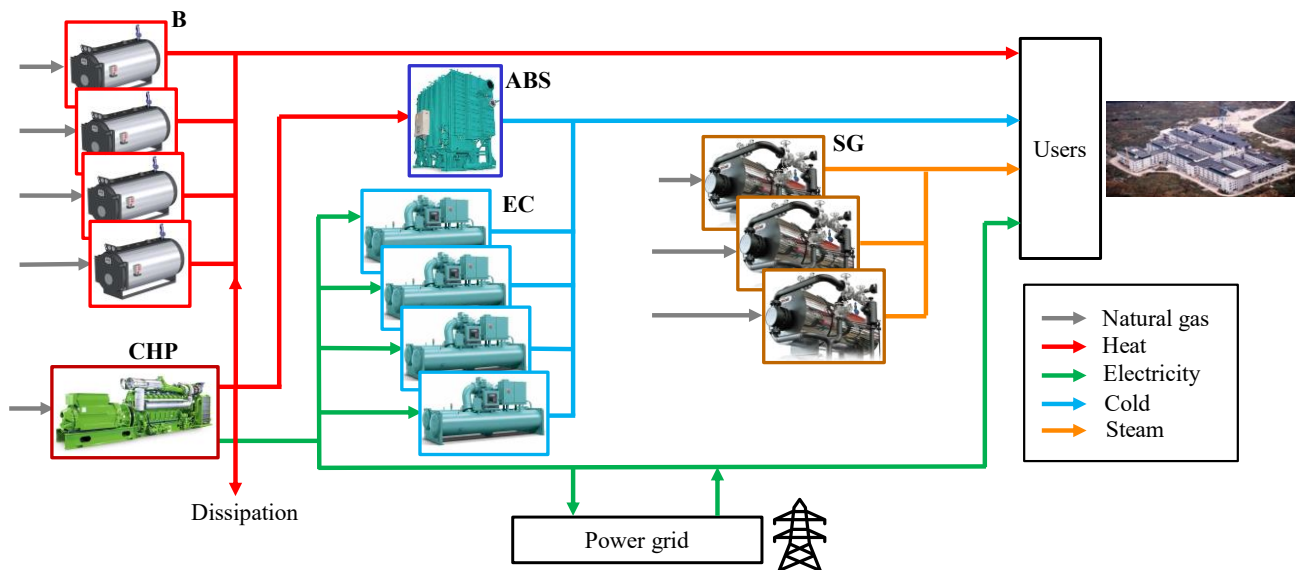 B
ABS
SG
Users
EC
CHP
Natural gas
Heat
Electricity
Cold
Steam
Dissipation
Power grid